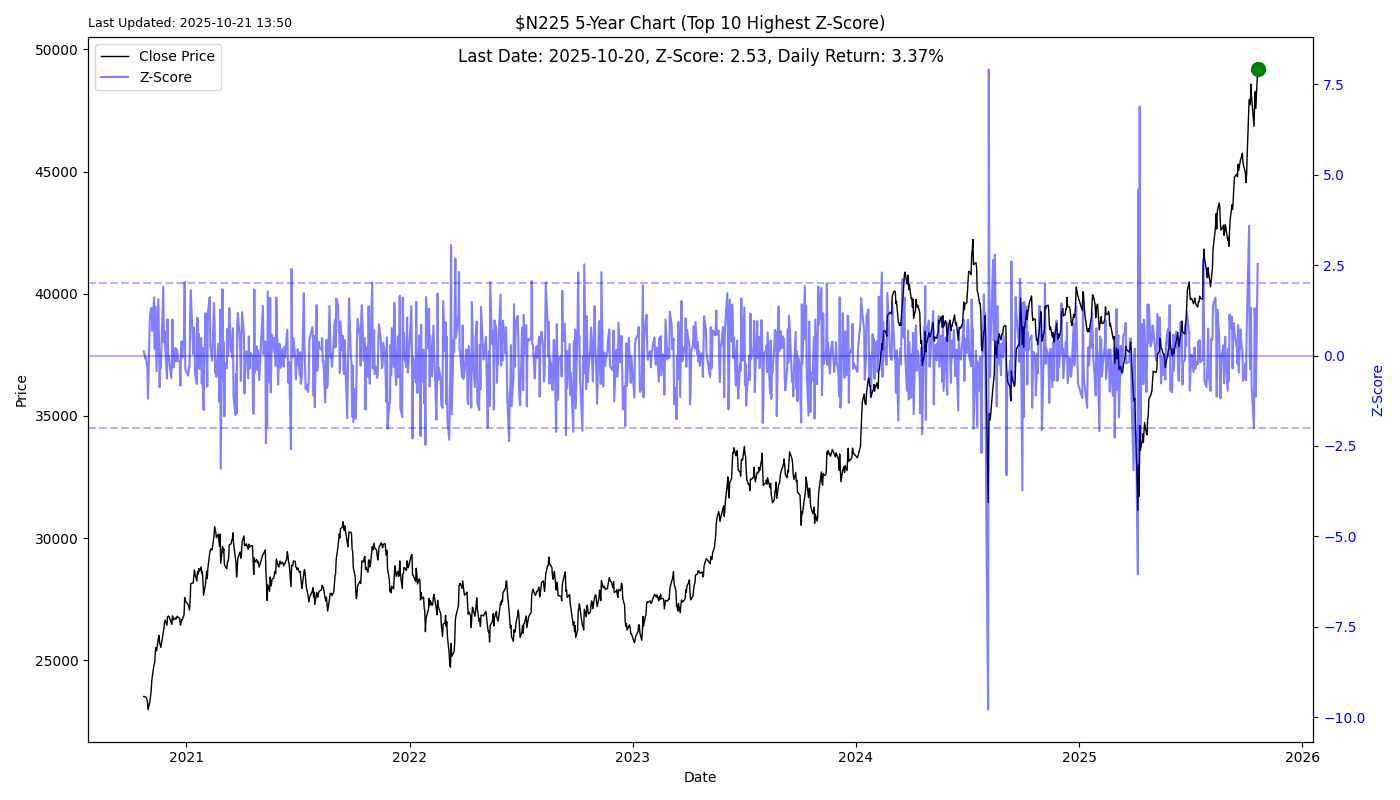 Last Updated: 2025-10-21 13:50
$N225 5-Year Chart (Top 10 Highest Z-Score)
Last Date: 2025-10-20, Z-Score: 2.53, Daily Return: 3.37%
Close Price
Z-Score
50000
45000
40000
35000
30000
25000
Price
7.5
5.0
2.5
0.0
−2.5
−5.0
−7.5
−10.0
Z-Score
2021
2022
2023
2024
2025
2026
Date